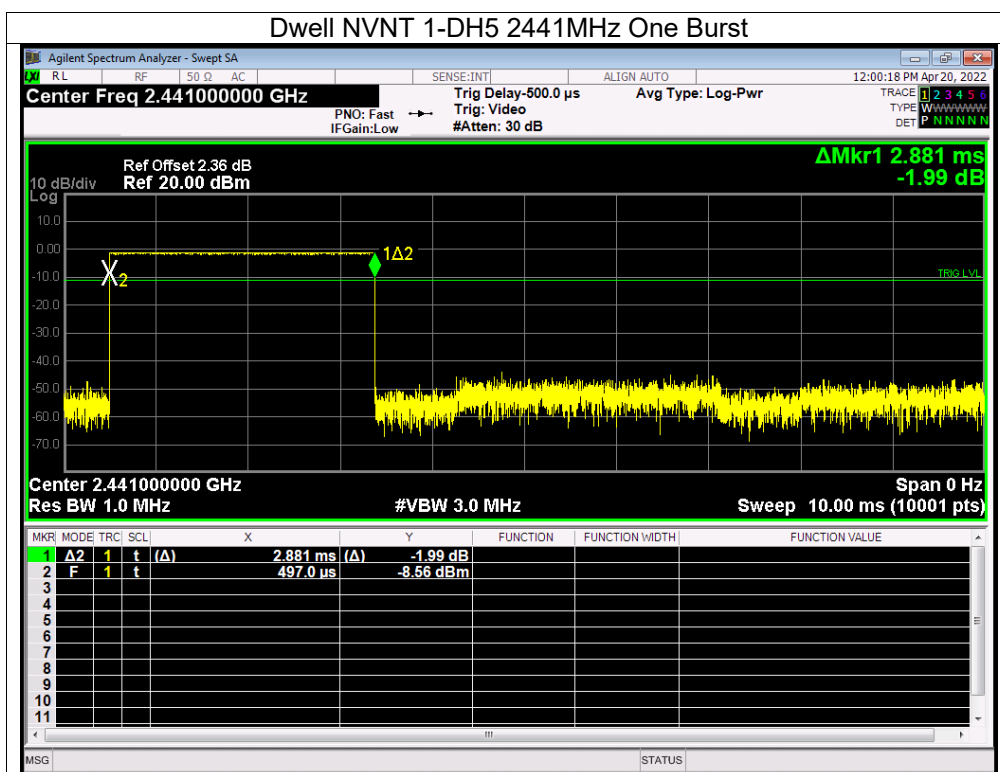 Dwell NVNT 1-DH5 2441MHz One Burst
Agilent Spectrum Analyzer - Swept SA
LXI RL RF 50 Ω AC SENSE:INT ALIGN AUTO 12:00:18 PM Apr 20, 2022
Center Freq 2.441000000 GHz Trig Delay-500.0 µs Avg Type: Log-Pwr TRACE 1 2 3 4 5 6
PNO: Fast Trig: Video TYPE WWWWWW
IFGain:Low #Atten: 30 dB DET P N N N N N
ΔMkr1 2.881 ms
-1.99 dB
Ref Offset 2.36 dB
10 dB/div Ref 20.00 dBm
Log
10.0
0.00
1Δ2
-10.0
X2
TRIG LVL
-20.0
-30.0
-40.0
-50.0
-60.0
-70.0
Center 2.441000000 GHz Span 0 Hz
Res BW 1.0 MHz #VBW 3.0 MHz Sweep 10.00 ms (10001 pts)
MKR MODE TRC SCL X Y FUNCTION FUNCTION WIDTH FUNCTION VALUE
1 Δ2 1 t (Δ) 2.881 ms (Δ) -1.99 dB
2 F 1 t 497.0 µs -8.56 dBm
3
4
5
6
7
8
9
10
11
MSG STATUS